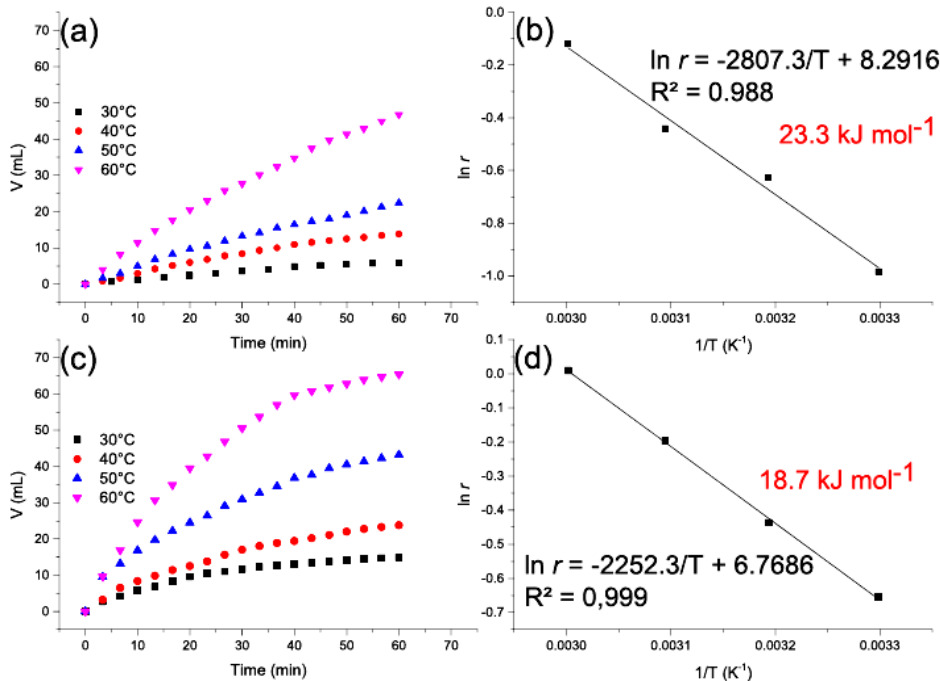 (a)
V (mL)
70
60
50
40
30
20
10
0
30°C
40°C
50°C
60°C
0 10 20 30 40 50 60 70
Time (min)
(b)
ln r
0.0
-0.2
-0.4
-0.6
-0.8
-1.0
ln r = -2807.3/T + 8.2916
R² = 0.988
23.3 kJ mol⁻¹
0.0030 0.0031 0.0032 0.0033
1/T (K⁻¹)
(c)
V (mL)
70
60
50
40
30
20
10
0
30°C
40°C
50°C
60°C
0 10 20 30 40 50 60 70
Time (min)
(d)
ln r
0.1
0.0
-0.1
-0.2
-0.3
-0.4
-0.5
-0.6
-0.7
18.7 kJ mol⁻¹
ln r = -2252.3/T + 6.7686
R² = 0,999
0.0030 0.0031 0.0032 0.0033
1/T (K⁻¹)